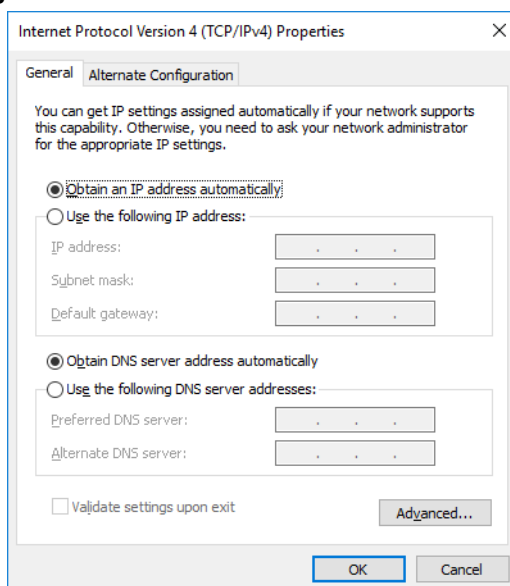 Internet Protocol Version 4 (TCP/IPv4) Properties
General
Alternate Configuration
You can get IP settings assigned automatically if your network supports
this capability. Otherwise, you need to ask your network administrator
for the appropriate IP settings.
Obtain an IP address automatically
Use the following IP address:
IP address:
Subnet mask:
Default gateway:
Obtain DNS server address automatically
Use the following DNS server addresses:
Preferred DNS server:
Alternate DNS server:
Validate settings upon exit
Advanced...
OK
Cancel